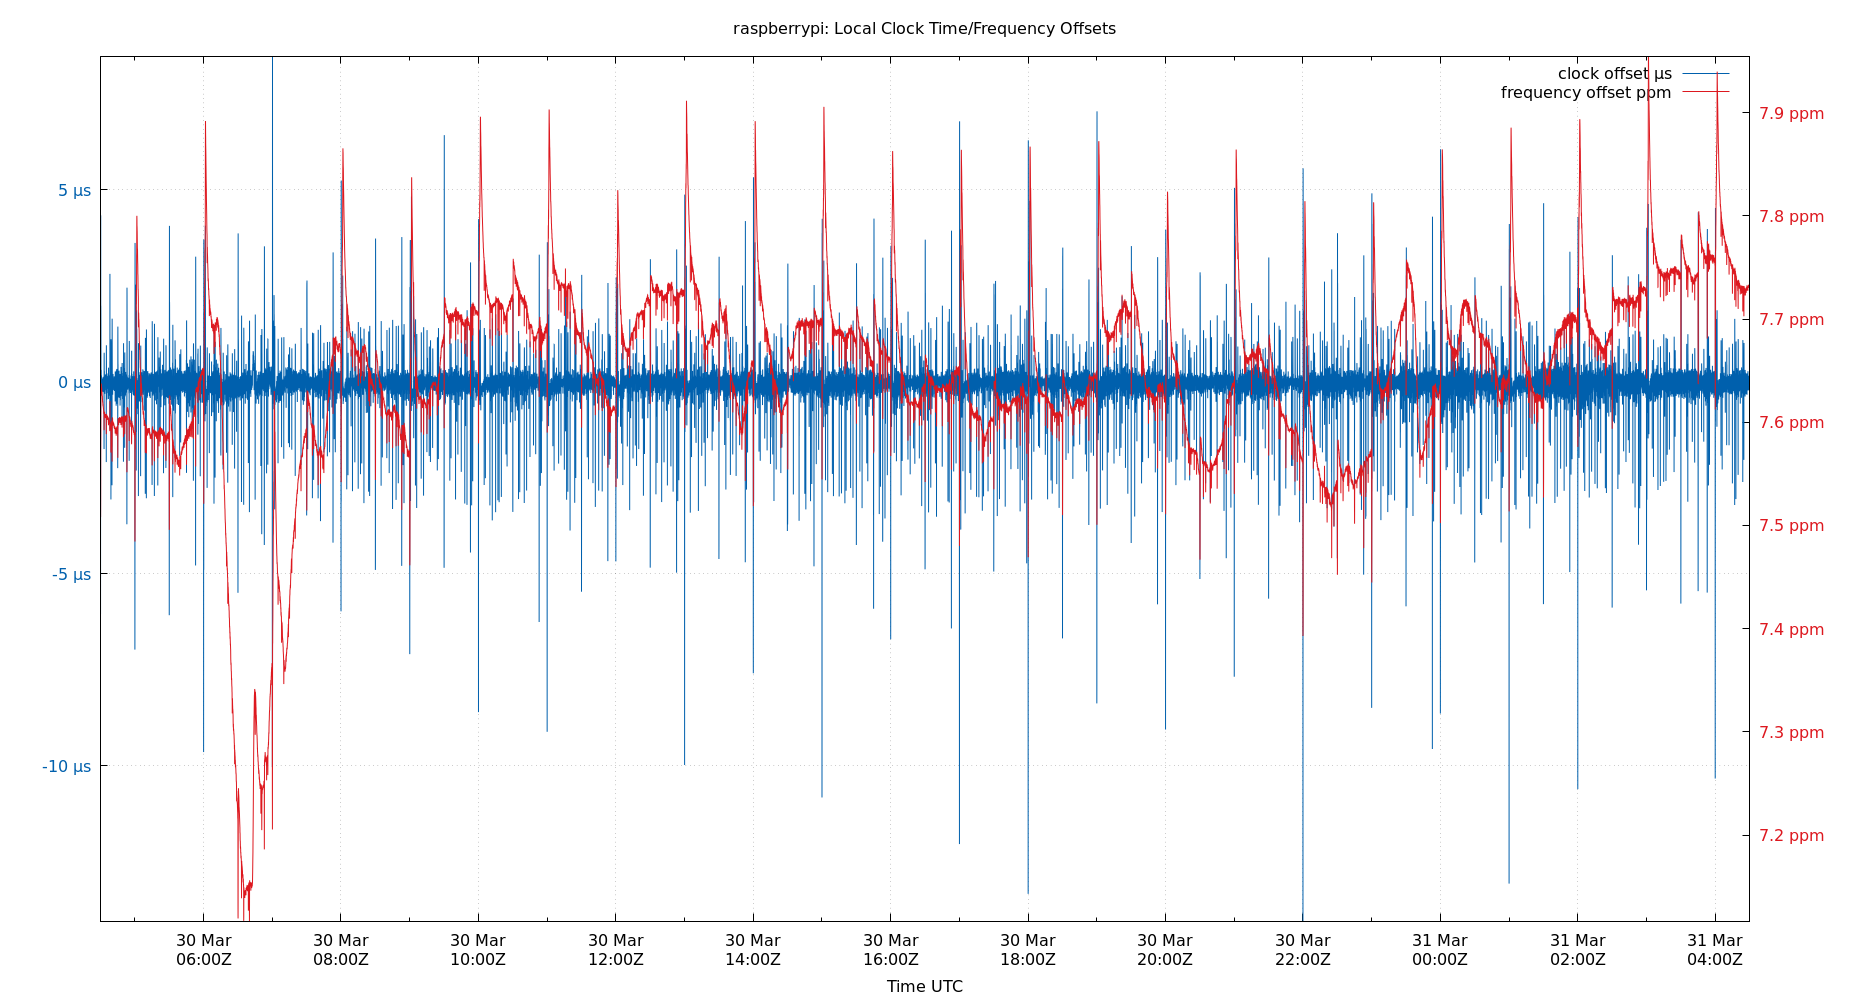 raspberrypi: Local Clock Time/Frequency Offsets
clock offset µs
frequency offset ppm
5 µs
0 µs
-5 µs
-10 µs
7.9 ppm
7.8 ppm
7.7 ppm
7.6 ppm
7.5 ppm
7.4 ppm
7.3 ppm
7.2 ppm
30 Mar 30 Mar 30 Mar 30 Mar 30 Mar 30 Mar 30 Mar 30 Mar 30 Mar 31 Mar 31 Mar 31 Mar
06:00Z 08:00Z 10:00Z 12:00Z 14:00Z 16:00Z 18:00Z 20:00Z 22:00Z 00:00Z 02:00Z 04:00Z
Time UTC